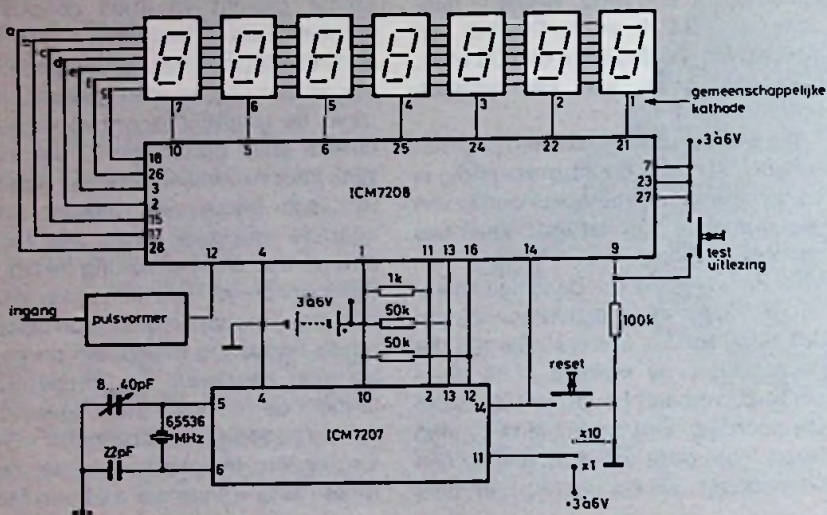 a
c
d
e
f
g
7 6 5 4 3 2 1
gemeenschappelijke
kathode
10 5 6 25 24 22 21
3à6V
18
26
3
2
15
17
28
ICM7208
7
23
27
12 4 1 11 13 16 14 9
test
uitlezing
ingang
pulsvormer
3à6V
1k
50k
50k
100k
8...40pF
5 4 10 2 13 12 14
reset
6,5536
MHz
ICM7207
22pF
6
11
x10
x1
3à6V